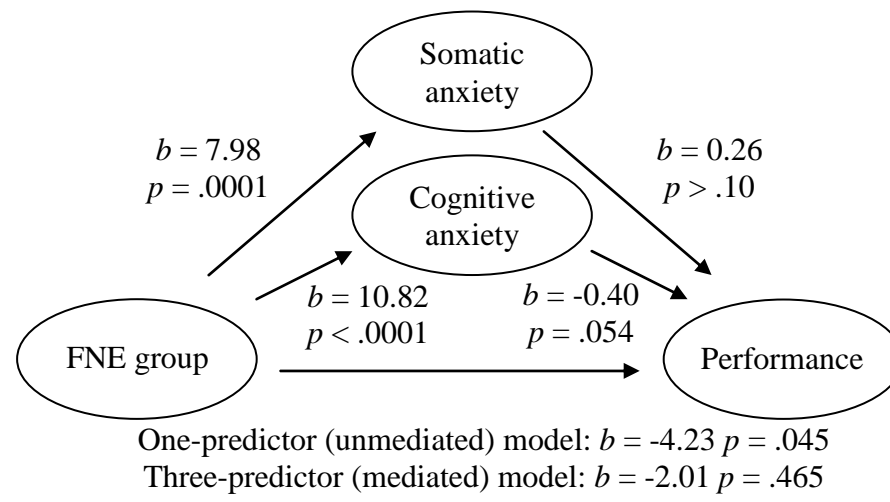 Somatic
anxiety
b = 7.98
p = .0001
b = 0.26
p > .10
Cognitive
anxiety
b = 10.82
p < .0001
b = -0.40
p = .054
FNE group
Performance
One-predictor (unmediated) model: b = -4.23 p = .045
Three-predictor (mediated) model: b = -2.01 p = .465